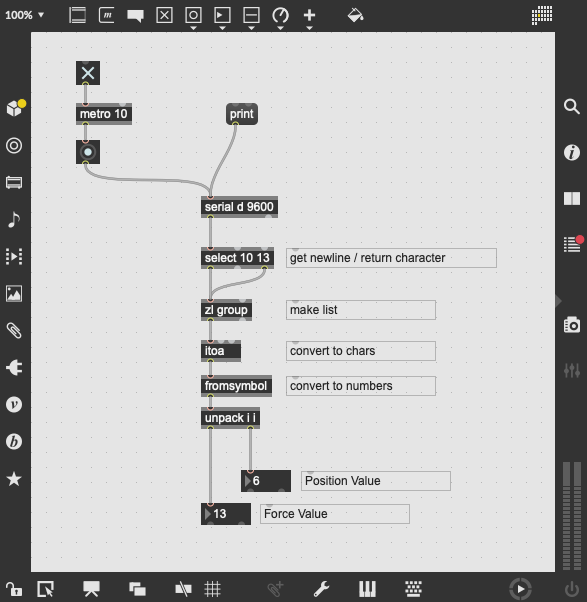 100%
metro 10
print
serial d 9600
select 10 13
get newline / return character
zl group
make list
itoa
convert to chars
fromsymbol
convert to numbers
unpack i i
6
Position Value
13
Force Value